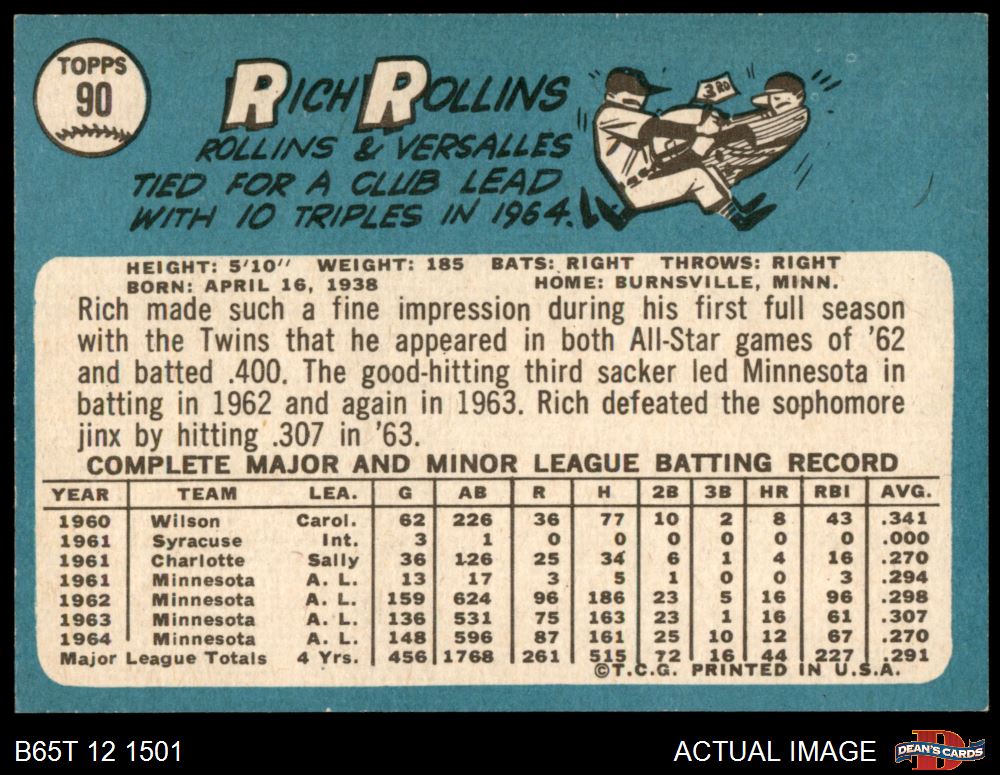 TOPPS
90
RICH ROLLINS
ROLLINS & VERSALLES
TIED FOR A CLUB LEAD
WITH 10 TRIPLES IN 1964.
3RD
HEIGHT: 5'10" WEIGHT: 185 BATS: RIGHT THROWS: RIGHT
BORN: APRIL 16, 1938 HOME: BURNSVILLE, MINN.
Rich made such a fine impression during his first full season
with the Twins that he appeared in both All-Star games of '62
and batted .400. The good-hitting third sacker led Minnesota in
batting in 1962 and again in 1963. Rich defeated the sophomore
jinx by hitting .307 in '63.
COMPLETE MAJOR AND MINOR LEAGUE BATTING RECORD
YEAR TEAM LEA. G AB R H 2B 3B HR RBI AVG.
1960 Wilson Carol. 62 226 36 77 10 2 8 43 .341
1961 Syracuse Int. 3 1 0 0 0 0 0 0 .000
1961 Charlotte Sally 36 126 25 34 6 1 4 16 .270
1961 Minnesota A. L. 13 17 3 5 1 0 0 3 .294
1962 Minnesota A. L. 159 624 96 186 23 5 16 96 .298
1963 Minnesota A. L. 136 531 75 163 23 1 16 61 .307
1964 Minnesota A. L. 148 596 87 161 25 10 12 67 .270
Major League Totals 4 Yrs. 456 1768 261 515 72 16 44 227 .291
©T.C.G. PRINTED IN U.S.A.
B65T 12 1501
ACTUAL IMAGE
DEAN'S CARDS